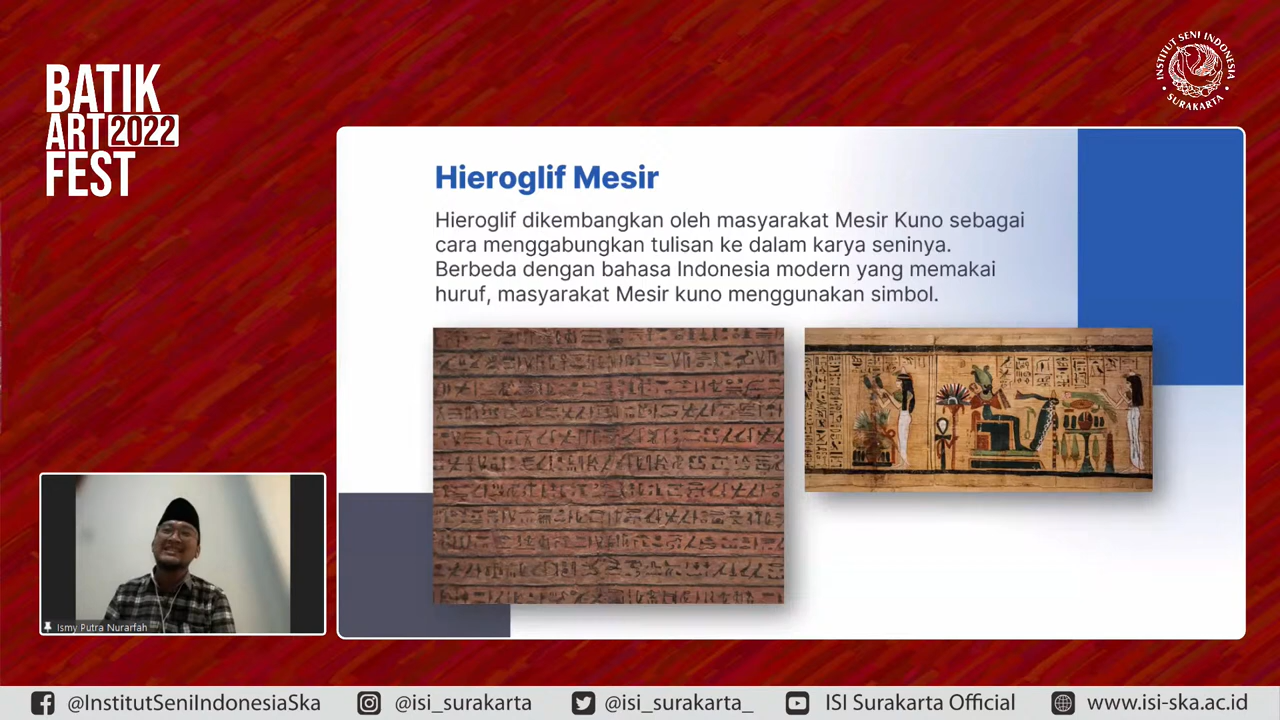 BATIK
ART 2022
FEST
INSTITUT SENI INDONESIA
SURAKARTA
Hieroglif Mesir
Hieroglif dikembangkan oleh masyarakat Mesir Kuno sebagai
cara menggabungkan tulisan ke dalam karya seninya.
Berbeda dengan bahasa Indonesia modern yang memakai
huruf, masyarakat Mesir kuno menggunakan simbol.
Ismy Putra Nurarfah
@InstitutSeniIndonesiaSka
@isi_surakarta
@isi_surakarta_
ISI Surakarta Official
www.isi-ska.ac.id